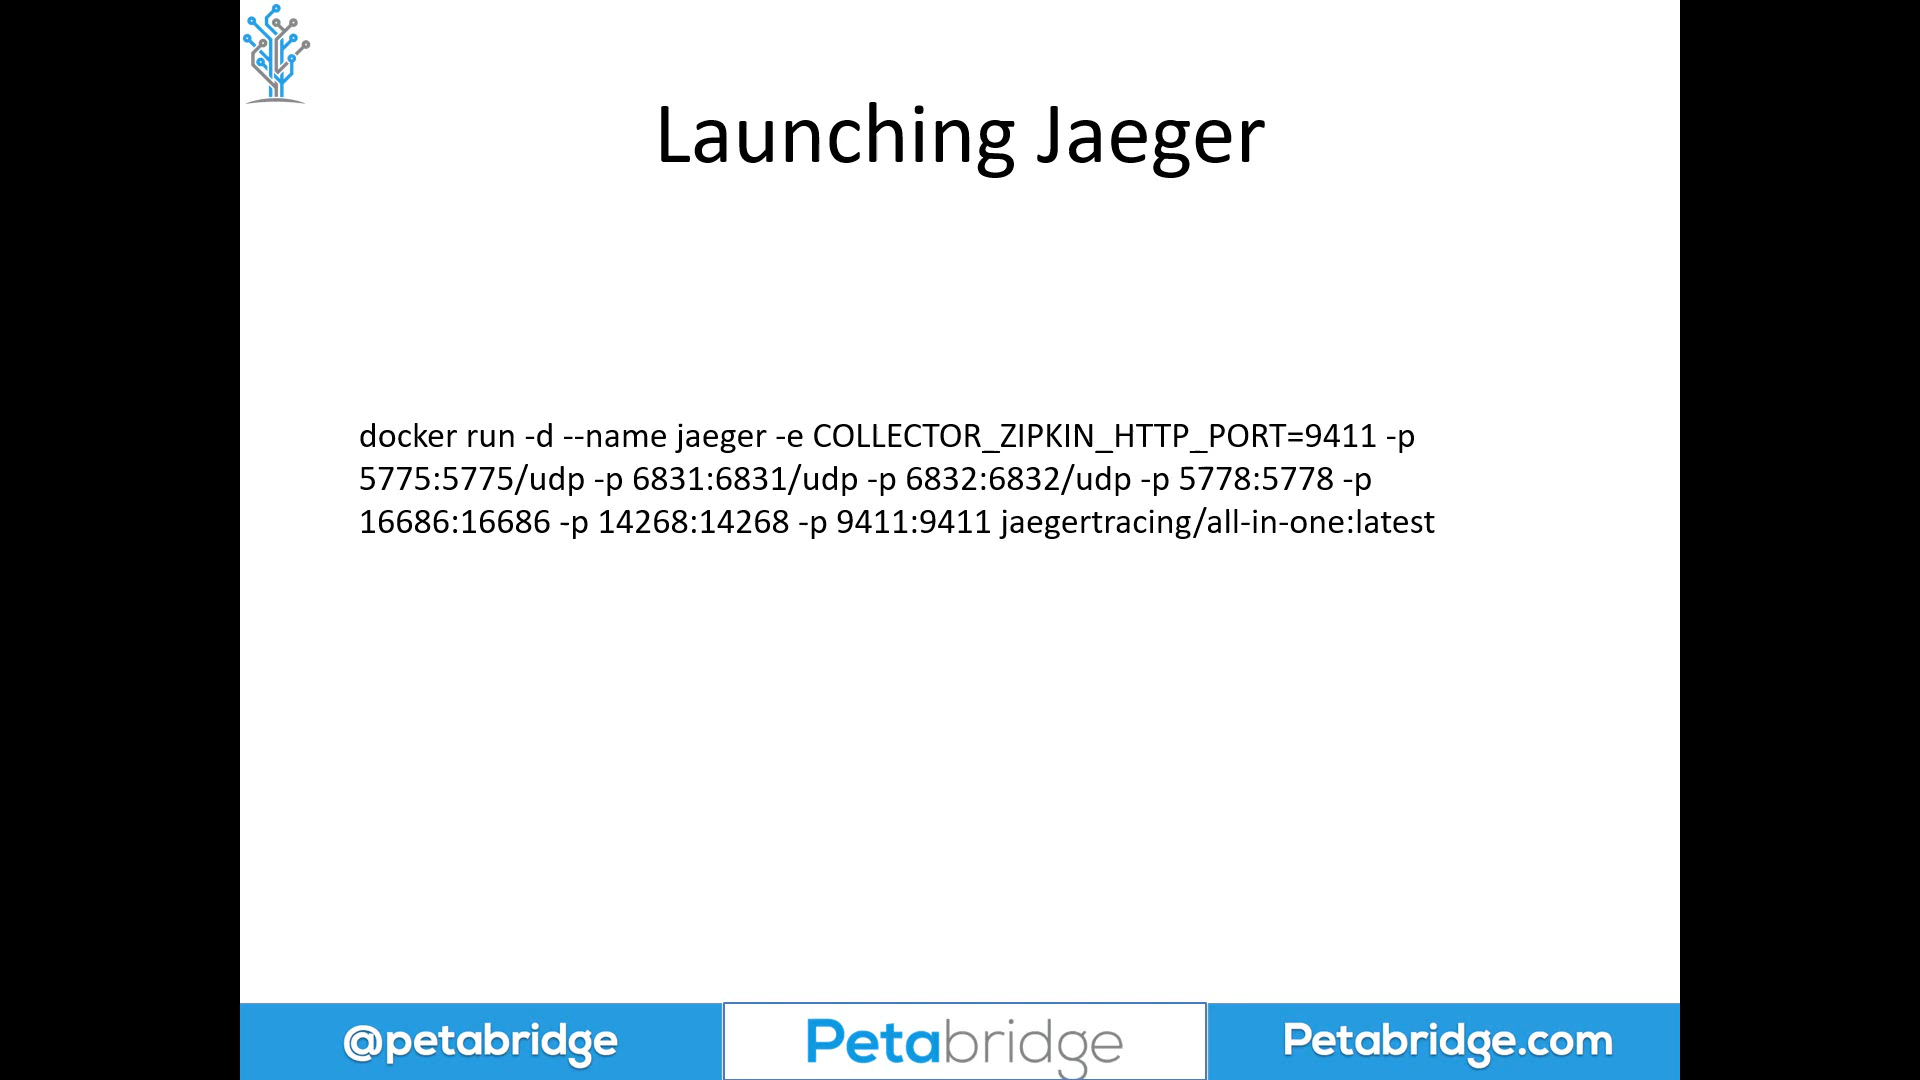 Launching Jaeger
docker run -d --name jaeger -e COLLECTOR_ZIPKIN_HTTP_PORT=9411 -p
5775:5775/udp -p 6831:6831/udp -p 6832:6832/udp -p 5778:5778 -p
16686:16686 -p 14268:14268 -p 9411:9411 jaegertracing/all-in-one:latest
@petabridge
Petabridge
Petabridge.com